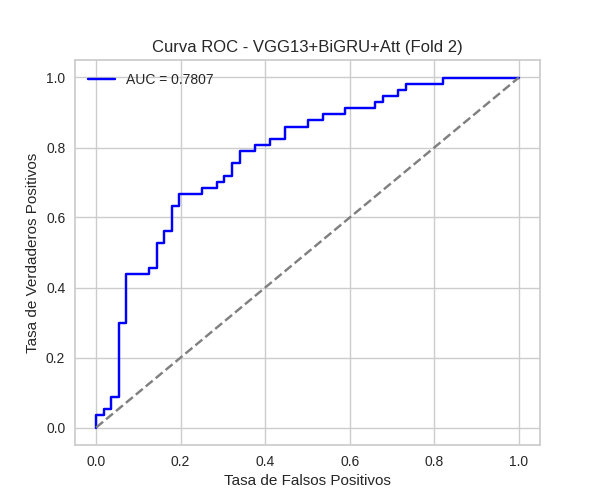 Curva ROC - VGG13+BiGRU+Att (Fold 2)
AUC = 0.7807
Tasa de Verdaderos Positivos
1.0
0.8
0.6
0.4
0.2
0.0
0.0 0.2 0.4 0.6 0.8 1.0
Tasa de Falsos Positivos